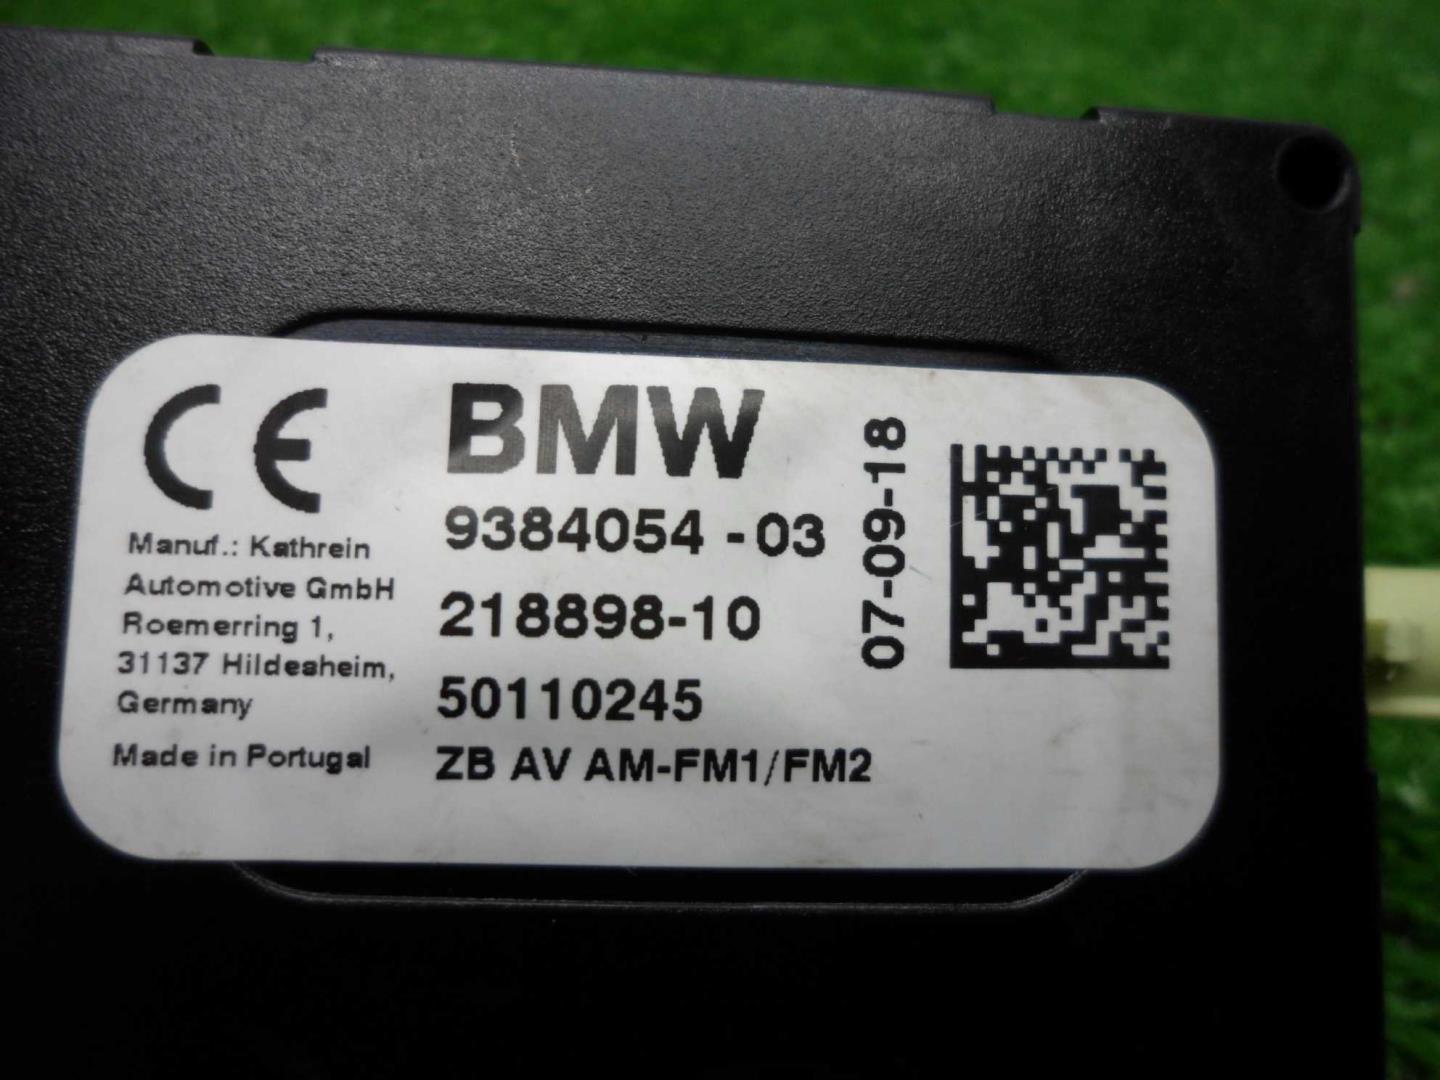 CE
Manuf.: Kathrein
Automotive GmbH
Roemerring 1,
31137 Hildesheim,
Germany
Made in Portugal
BMW
9384054 - 03
218898-10
50110245
ZB AV AM-FM1/FM2
07-09-18